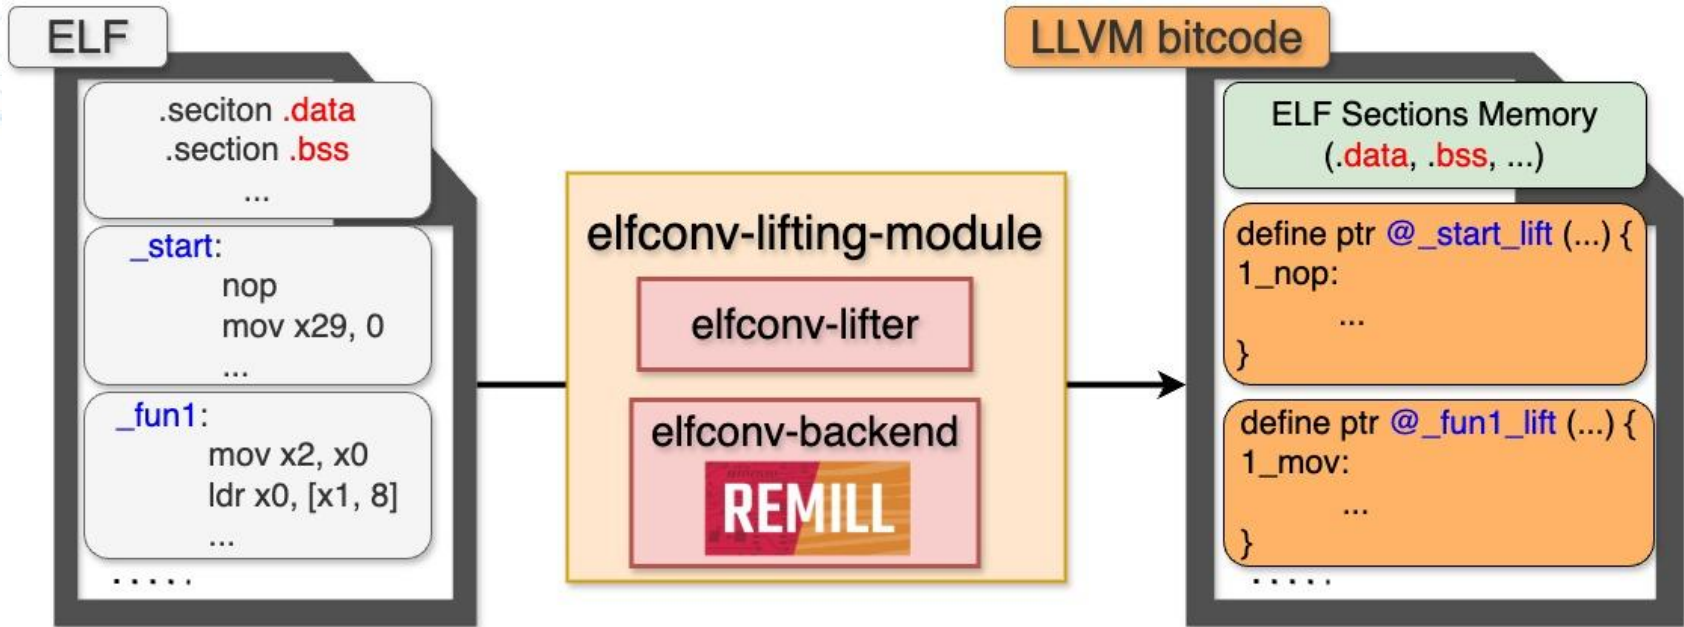 ELF
.seciton .data
.section .bss
...
_start:
nop
mov x29, 0
...
_fun1:
mov x2, x0
ldr x0, [x1, 8]
...
.....
elfconv-lifting-module
elfconv-lifter
elfconv-backend
REMILL
LLVM bitcode
ELF Sections Memory
(.data, .bss, ...)
define ptr @_start_lift (...) {
1_nop:
...
}
define ptr @_fun1_lift (...) {
1_mov:
...
}
.....